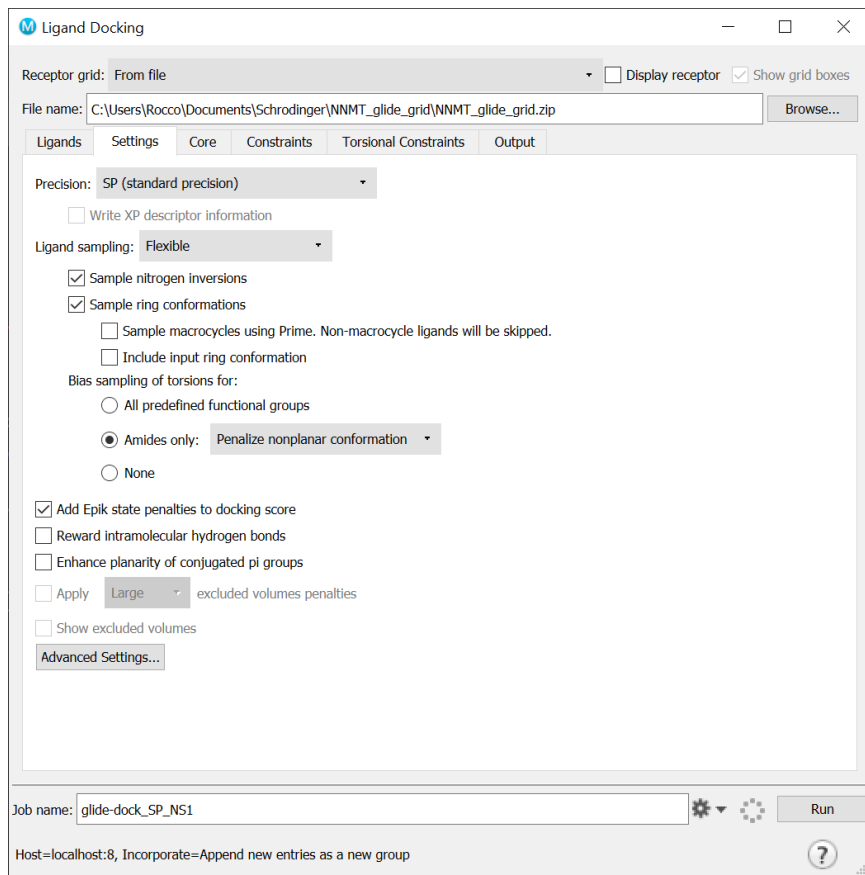 Ligand Docking
Receptor grid: From file Display receptor Show grid boxes
File name: C:\Users\Rocco\Documents\Schrodinger\NNMT_glide_grid\NNMT_glide_grid.zip Browse...
Ligands Settings Core Constraints Torsional Constraints Output
Precision: SP (standard precision)
Write XP descriptor information
Ligand sampling: Flexible
Sample nitrogen inversions
Sample ring conformations
Sample macrocycles using Prime. Non-macrocycle ligands will be skipped.
Include input ring conformation
Bias sampling of torsions for:
All predefined functional groups
Amides only: Penalize nonplanar conformation
None
Add Epik state penalties to docking score
Reward intramolecular hydrogen bonds
Enhance planarity of conjugated pi groups
Apply Large excluded volumes penalties
Show excluded volumes
Advanced Settings...
Job name: glide-dock_SP_NS1 Run
Host=localhost:8, Incorporate=Append new entries as a new group ?